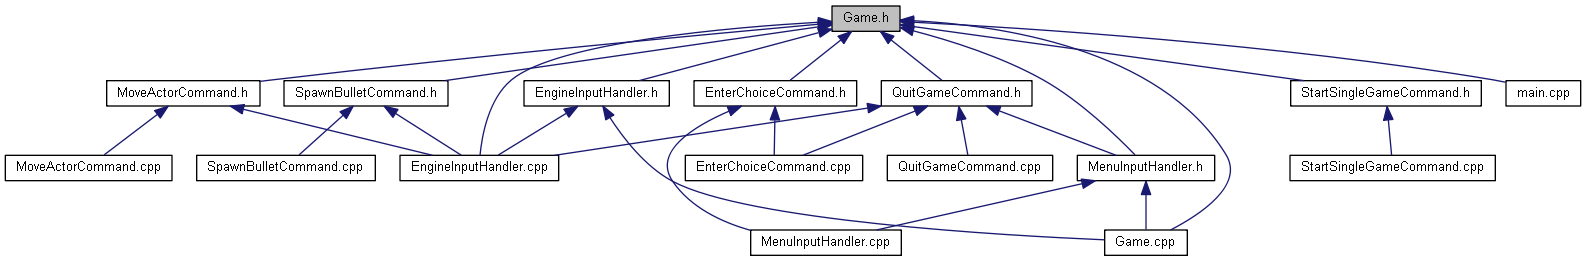 Game.h
MoveActorCommand.h
SpawnBulletCommand.h
EngineInputHandler.h
EnterChoiceCommand.h
QuitGameCommand.h
StartSingleGameCommand.h
main.cpp
MoveActorCommand.cpp
SpawnBulletCommand.cpp
EngineInputHandler.cpp
EnterChoiceCommand.cpp
QuitGameCommand.cpp
MenuInputHandler.h
StartSingleGameCommand.cpp
MenuInputHandler.cpp
Game.cpp